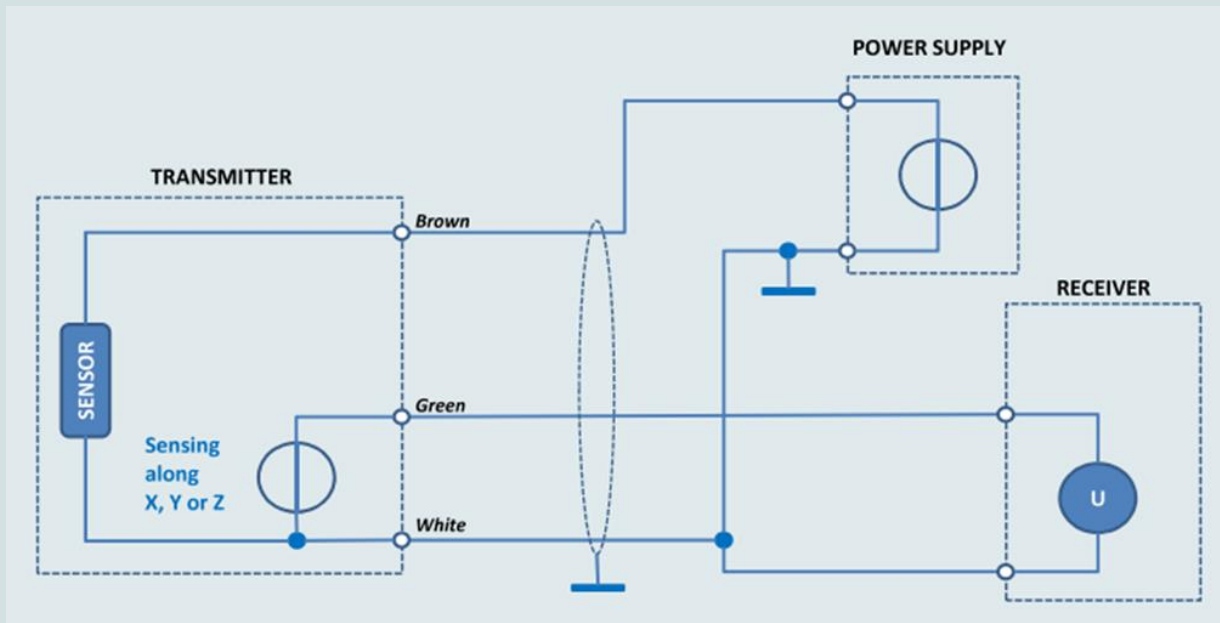 POWER SUPPLY
TRANSMITTER
Brown
RECEIVER
SENSOR
Green
Sensing
along
X, Y or Z
U
White